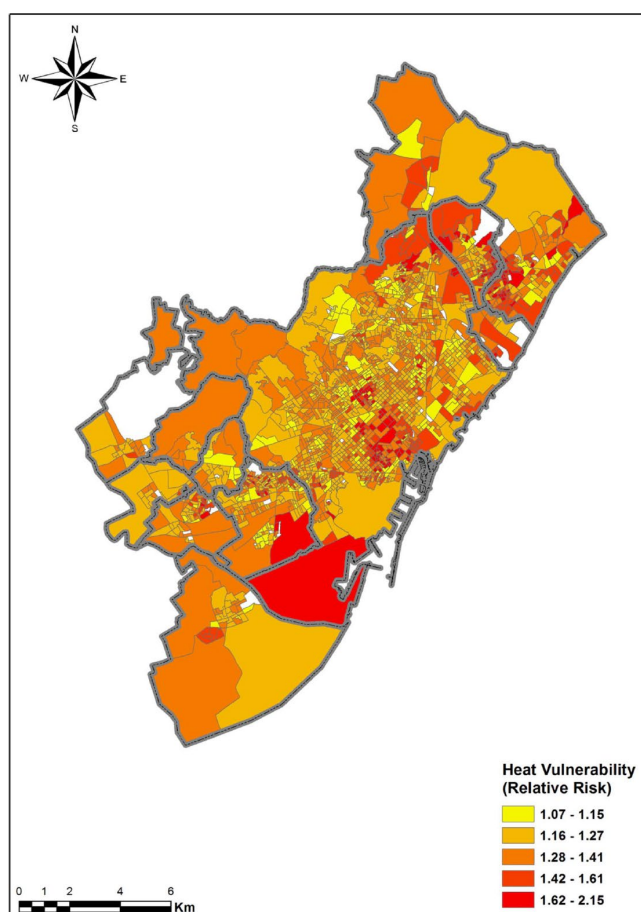 N
W
E
S
Heat Vulnerability
(Relative Risk)
1.07 - 1.15
1.16 - 1.27
1.28 - 1.41
1.42 - 1.61
1.62 - 2.15
0 1 2 4 6
Km